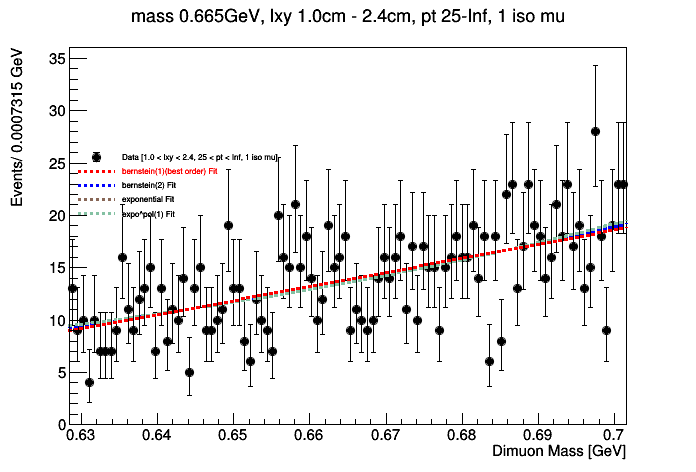 mass 0.665GeV, lxy 1.0cm - 2.4cm, pt 25-Inf, 1 iso mu
Events/ 0.0007315 GeV
35
30
25
20
15
10
5
0
Data [1.0 < lxy < 2.4, 25 < pt < Inf, 1 iso mu]
bernstein(1)(best order) Fit
bernstein(2) Fit
exponential Fit
expo*pol(1) Fit
0.63 0.64 0.65 0.66 0.67 0.68 0.69 0.7
Dimuon Mass [GeV]